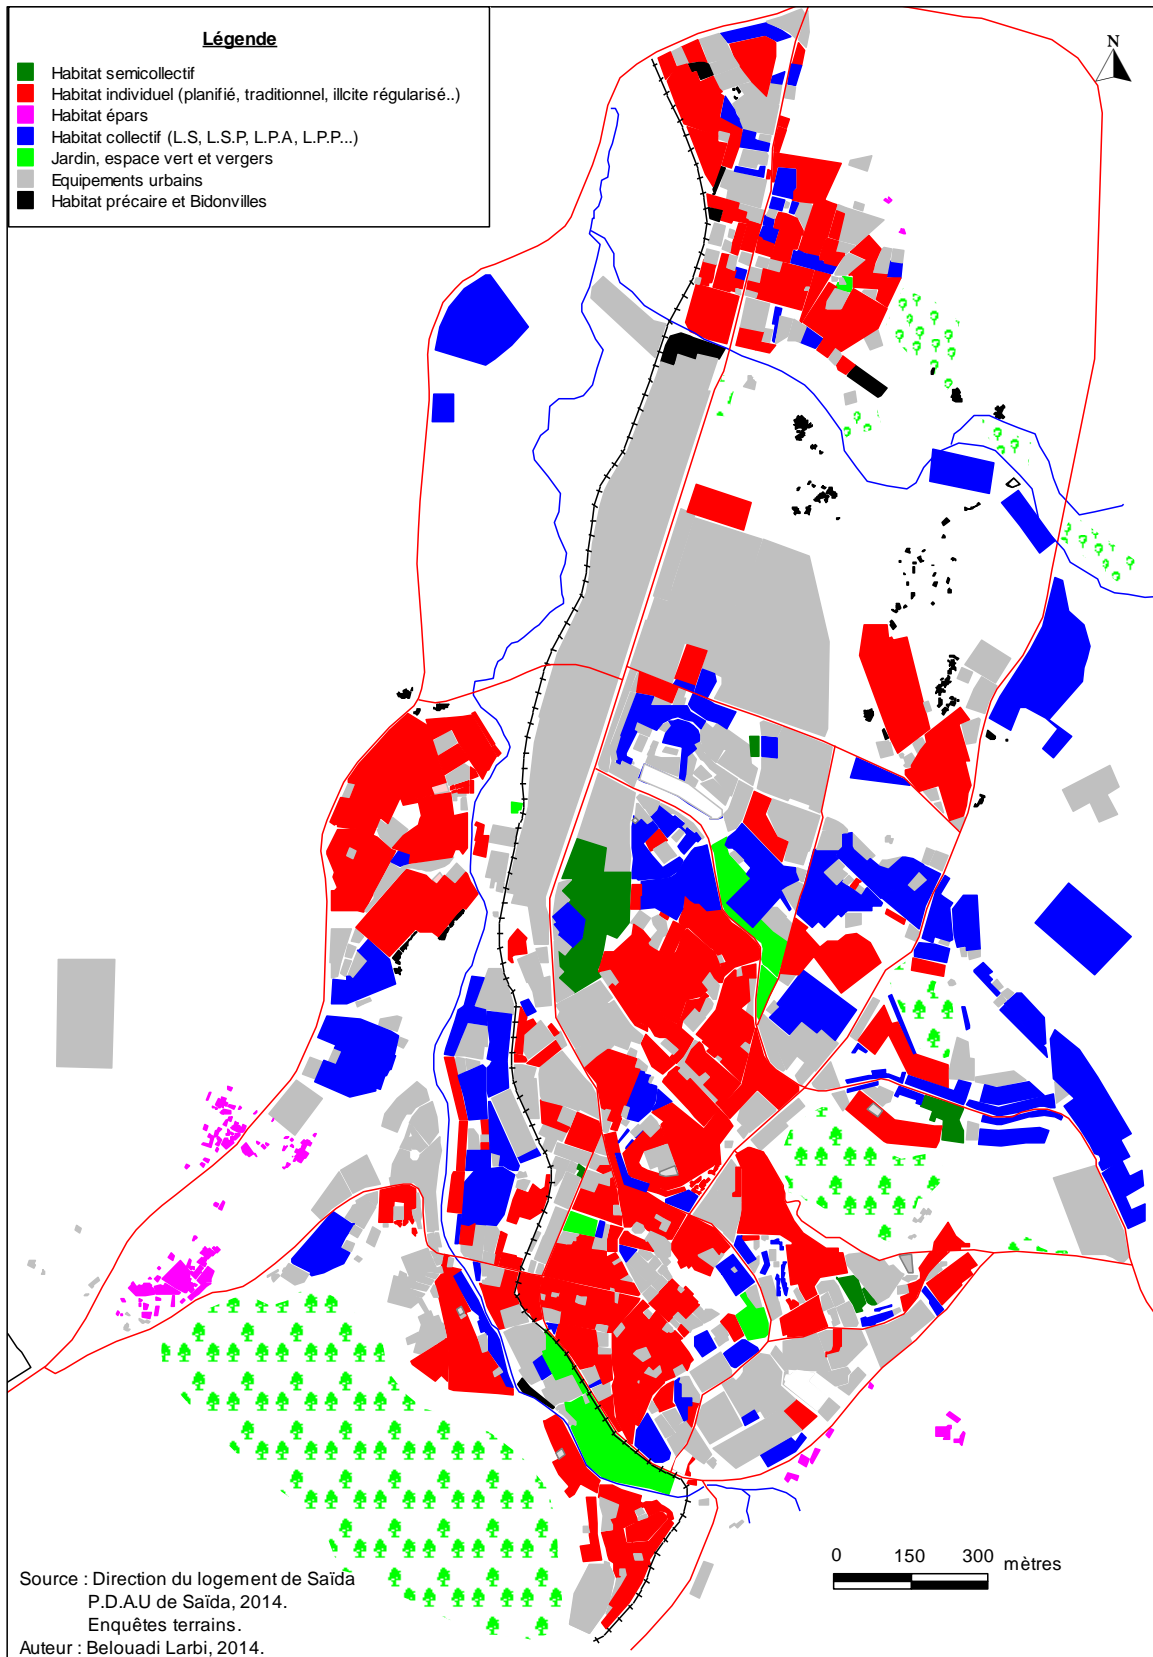 Légende
Habitat semicollectif
Habitat individuel (planifié, traditionnel, illcite régularisé..)
Habitat épars
Habitat collectif (L.S, L.S.P, L.P.A, L.P.P...)
Jardin, espace vert et vergers
Equipements urbains
Habitat précaire et Bidonvilles
N
0 150 300 mètres
Source : Direction du logement de Saïda
P.D.A.U de Saïda, 2014.
Enquêtes terrains.
Auteur : Belouadi Larbi, 2014.